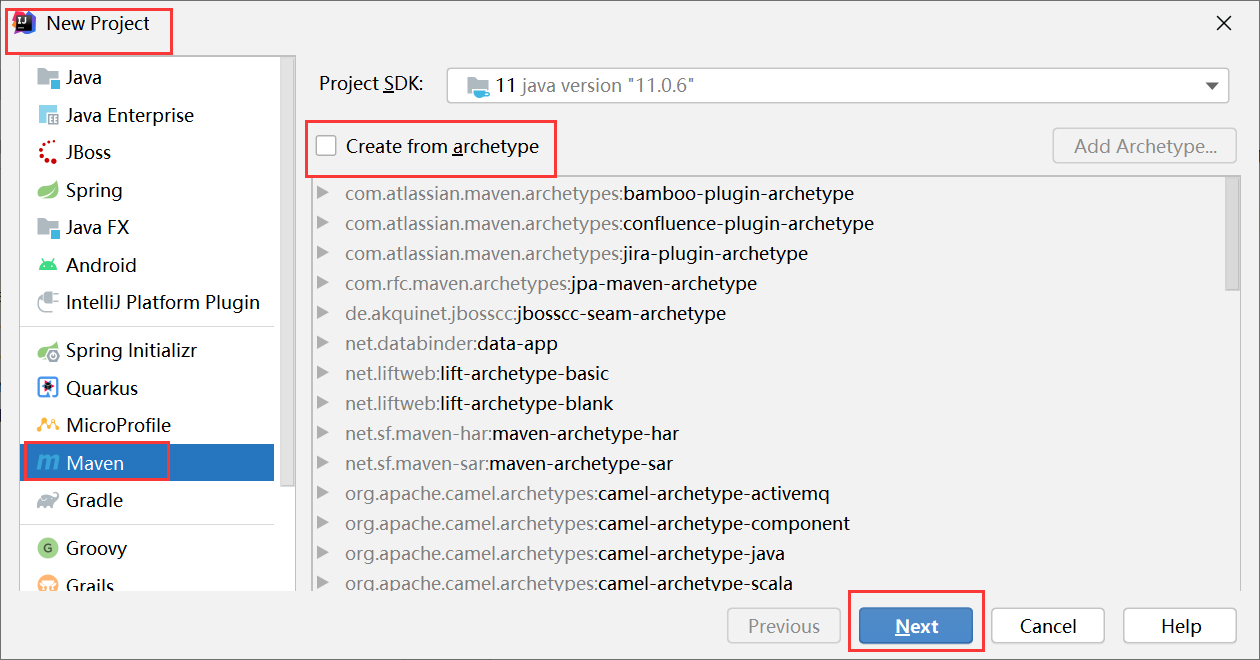 New Project
Java
Java Enterprise
JBoss
Spring
Java FX
Android
IntelliJ Platform Plugin
Spring Initializr
Quarkus
MicroProfile
m Maven
Gradle
G Groovy
Grails
Project SDK: 11 java version "11.0.6"
Create from archetype
Add Archetype...
com.atlassian.maven.archetypes:bamboo-plugin-archetype
com.atlassian.maven.archetypes:confluence-plugin-archetype
com.atlassian.maven.archetypes:jira-plugin-archetype
com.rfc.maven.archetypes:jpa-maven-archetype
de.akquinet.jbosscc:jbosscc-seam-archetype
net.databinder:data-app
net.liftweb:lift-archetype-basic
net.liftweb:lift-archetype-blank
net.sf.maven-har:maven-archetype-har
net.sf.maven-sar:maven-archetype-sar
org.apache.camel.archetypes:camel-archetype-activemq
org.apache.camel.archetypes:camel-archetype-component
org.apache.camel.archetypes:camel-archetype-java
org.apache.camel.archetypes:camel-archetype-scala
Previous
Next
Cancel
Help